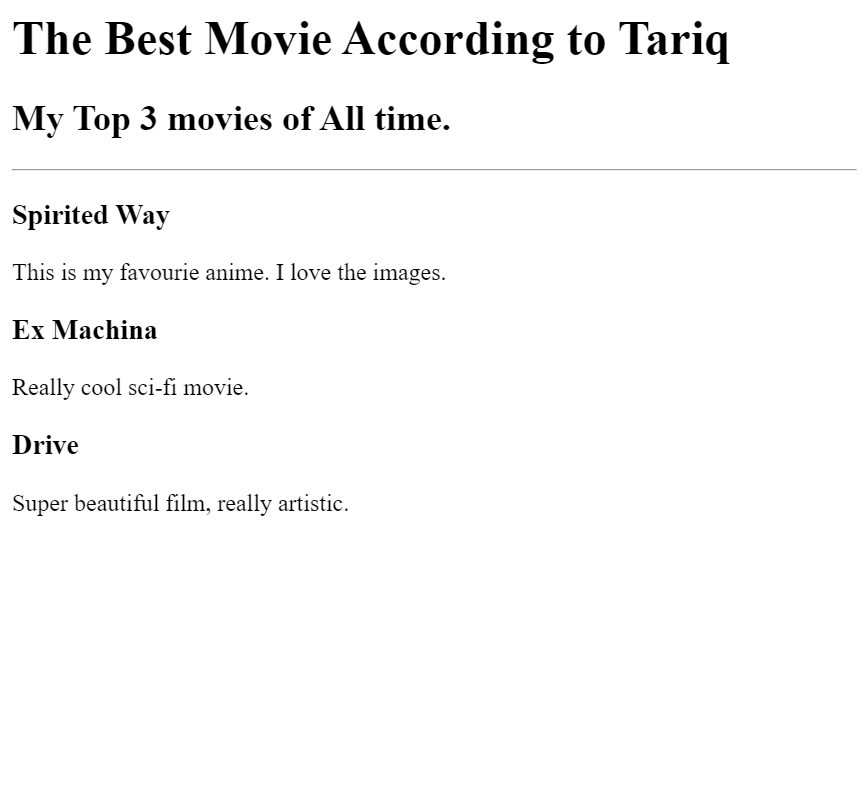 The Best Movie According to Tariq
My Top 3 movies of All time.
Spirited Way
This is my favourie anime. I love the images.
Ex Machina
Really cool sci-fi movie.
Drive
Super beautiful film, really artistic.